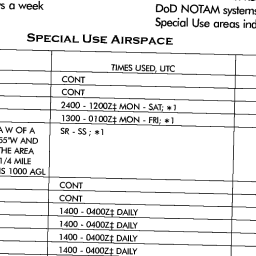 s a week
DoD NOTAM systems
Special Use areas ind
SPECIAL USE AIRSPACE
TIMES USED, UTC
CONT
CONT
2400 - 1200Z‡ MON - SAT; *1
1300 - 0100Z‡ MON - FRI; *1
A W OF A
SR - SS ; *1
55"W AND
THE AREA
1/4 MILE
IS 1000 AGL
CONT
CONT
1400 - 0400Z‡ DAILY
1400 - 0400Z‡ DAILY
1400 - 0400Z‡ DAILY
1400 - 0400Z‡ DAILY